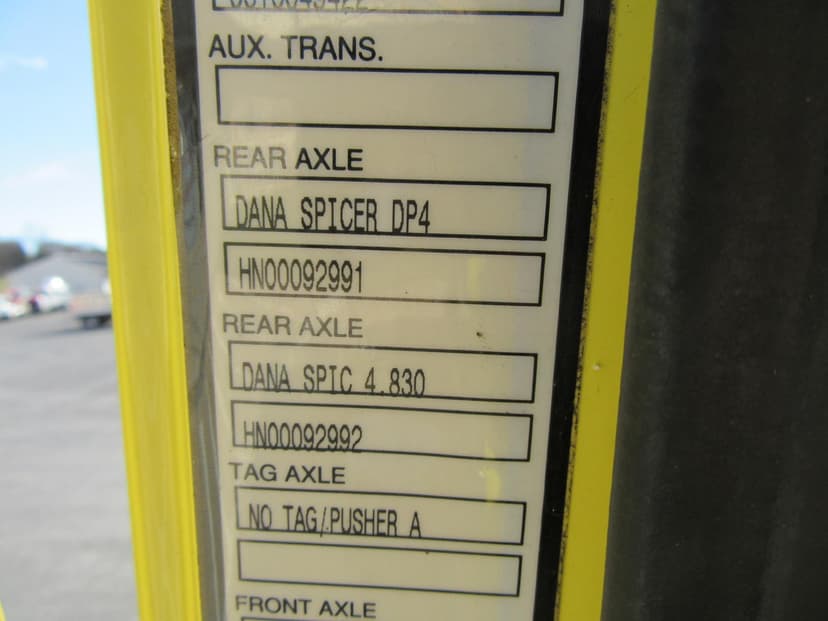 AUX. TRANS.
REAR AXLE
DANA SPICER DP4
HN00092991
REAR AXLE
DANA SPIC 4.830
HN00092992
TAG AXLE
NO TAG/PUSHER A
FRONT AXLE